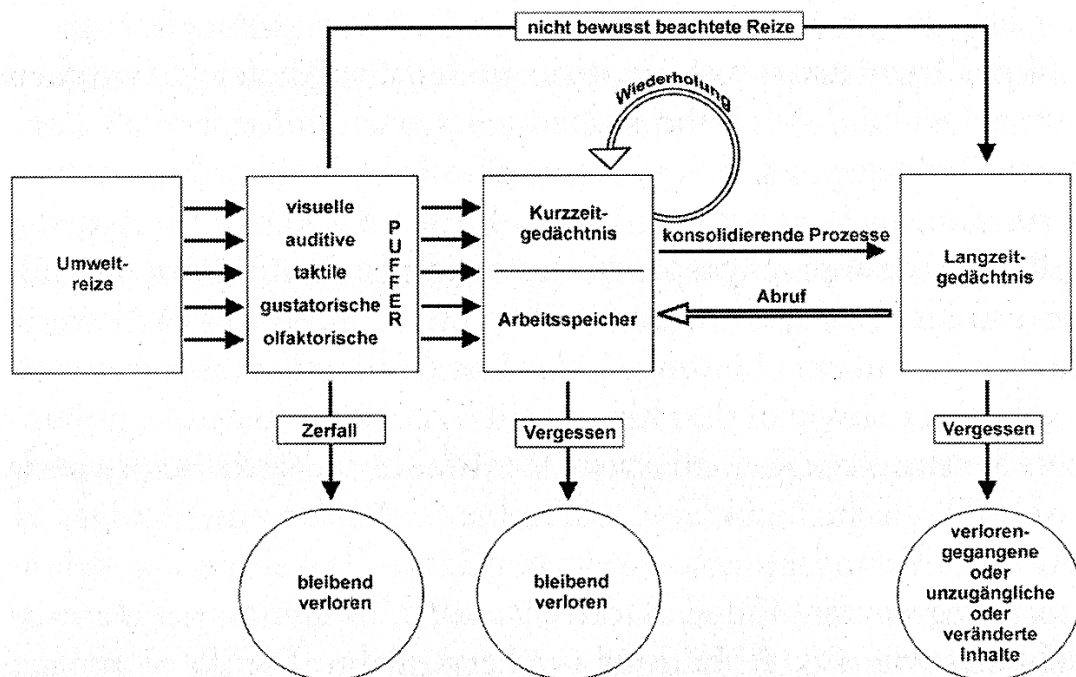 nicht bewusst beachtete Reize
Wiederholung
Umwelt-
reize
visuelle
auditive
taktile
gustatorische
olfaktorische
PUFFER
Kurzzeit-
gedächtnis
Arbeitsspeicher
konsolidierende Prozesse
Abruf
Langzeit-
gedächtnis
Zerfall
Vergessen
Vergessen
bleibend
verloren
bleibend
verloren
verloren-
gegangene
oder
unzugängliche
oder
veränderte
Inhalte